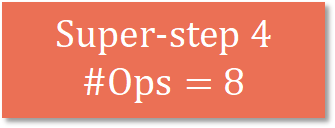 Super-step 4
#Ops = 8